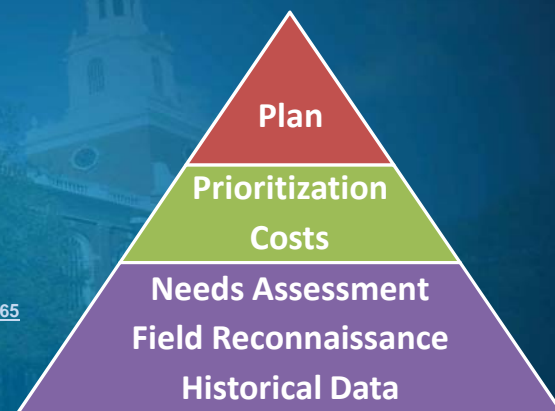 Plan
Prioritization
Costs
65
Needs Assessment
Field Reconnaissance
Historical Data